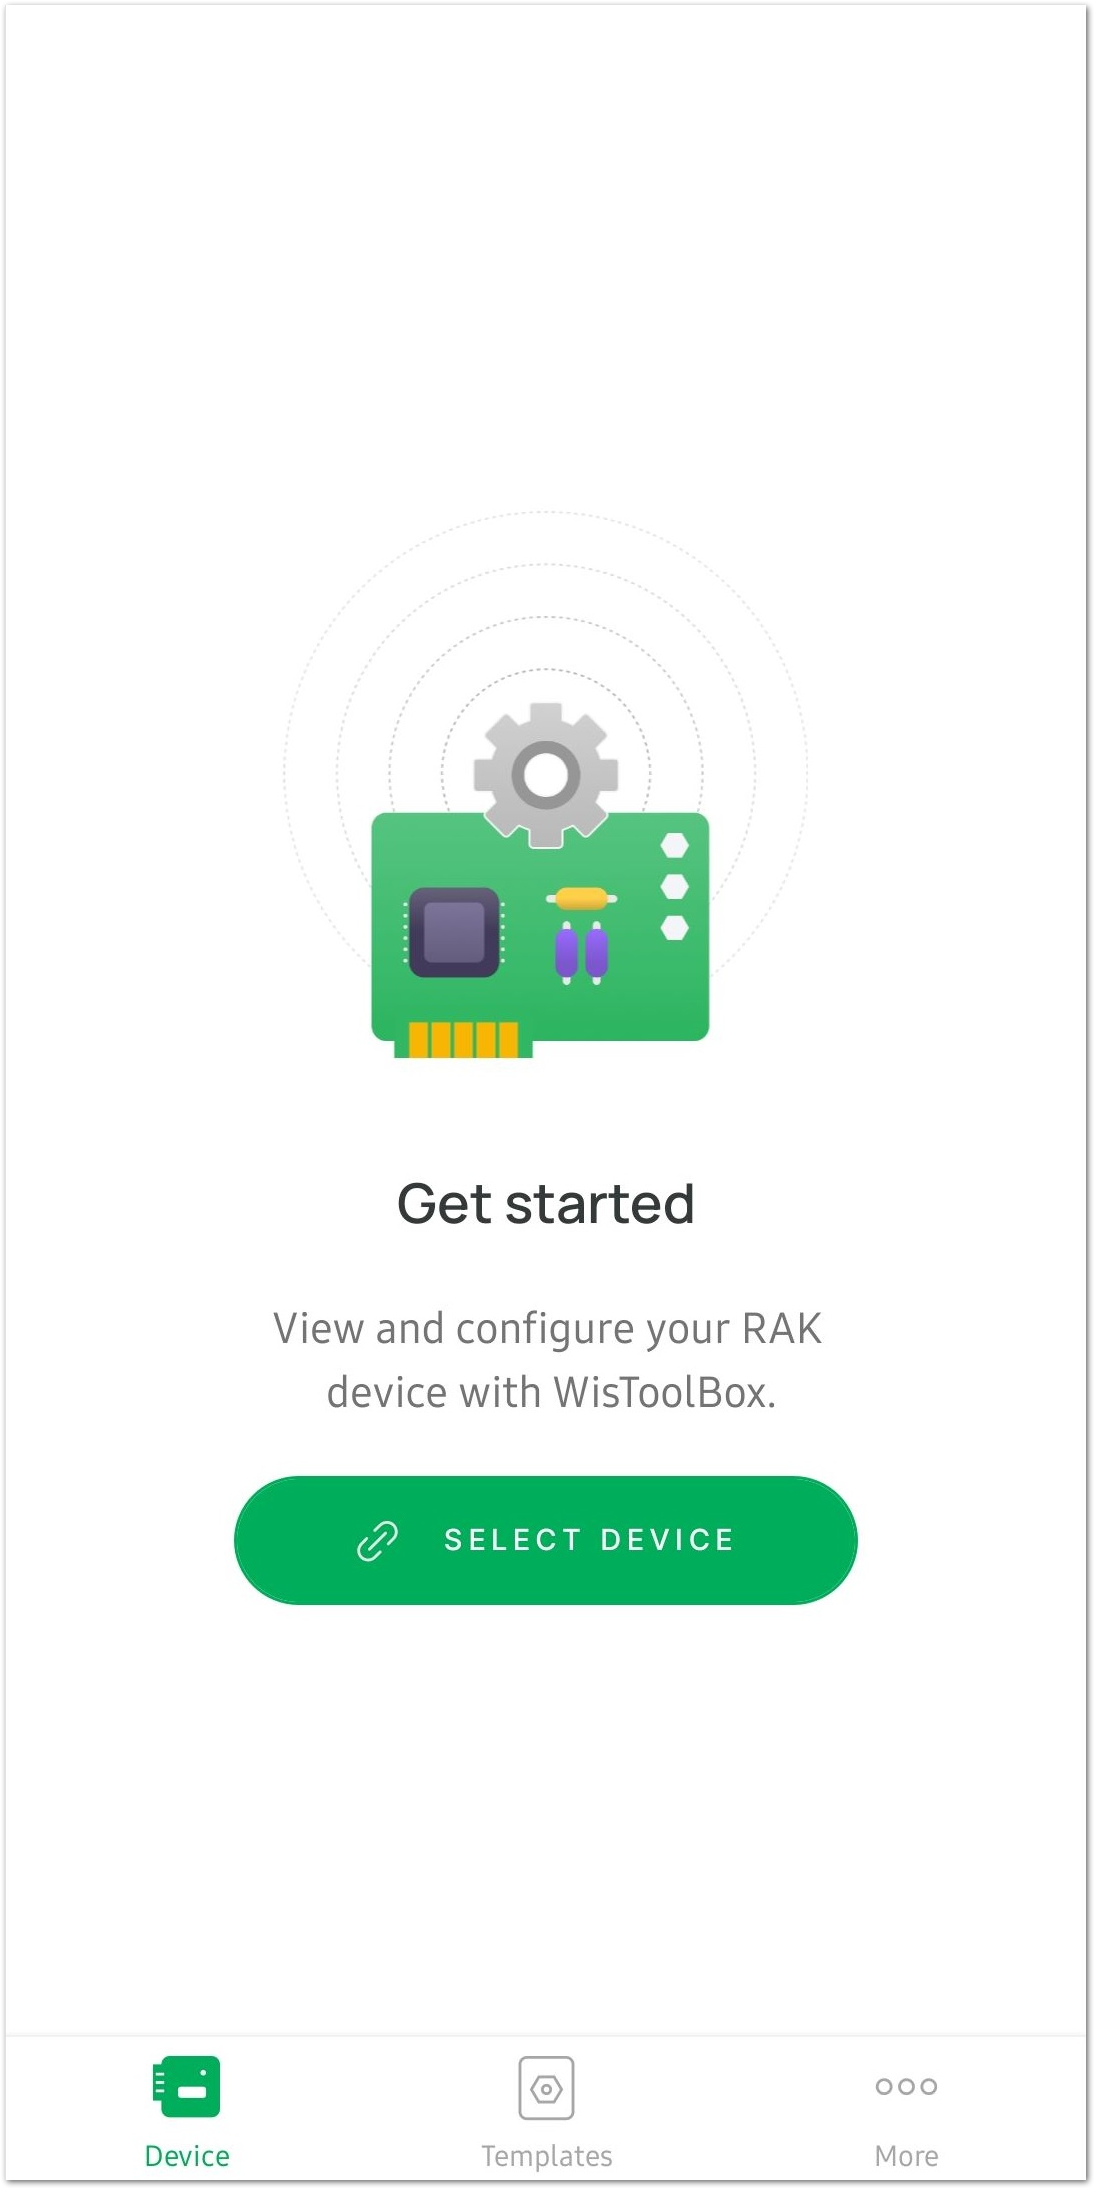 Get started
View and configure your RAK
device with WisToolBox.
SELECT DEVICE
Device
Templates
More